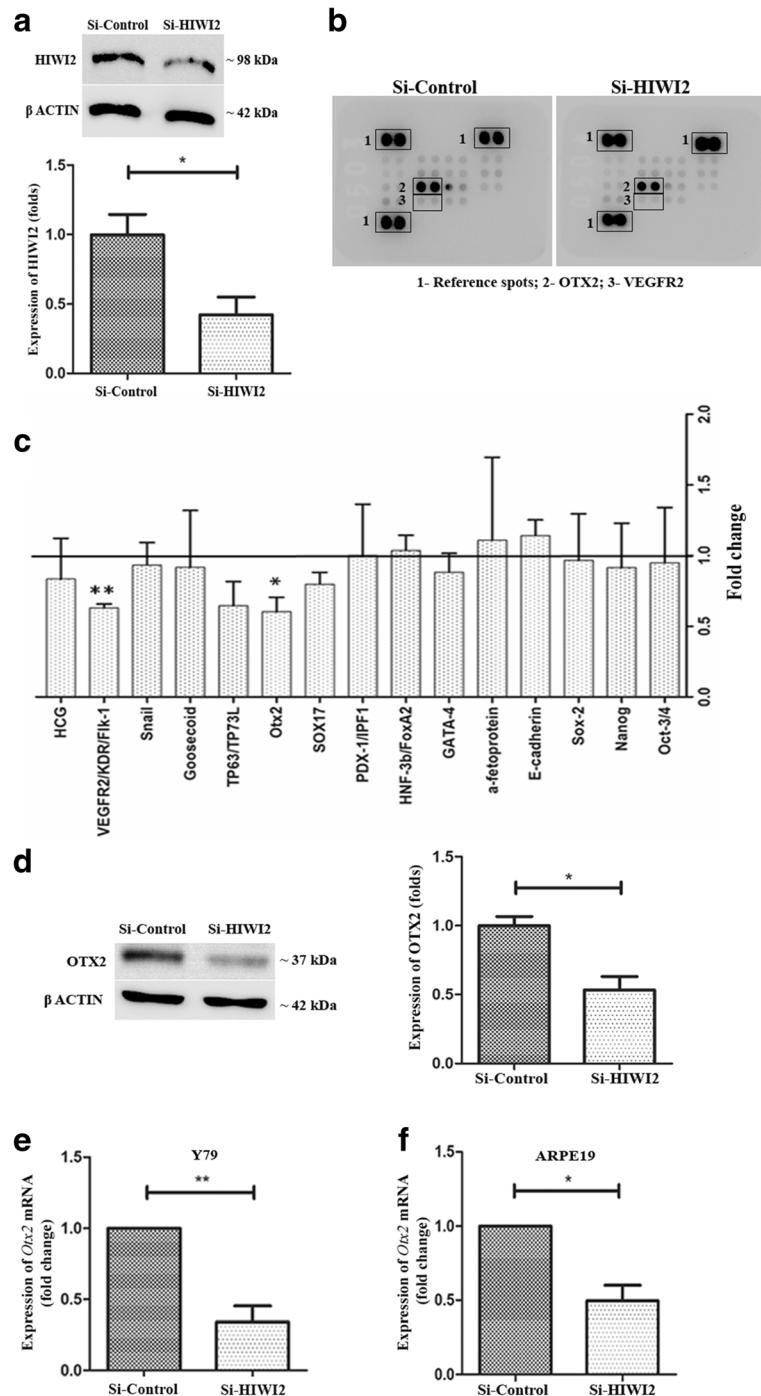 a
Si-Control Si-HIWI2
HIWI2 ~ 98 kDa
β ACTIN ~ 42 kDa
Expression of HIWI2 (folds)
1.5
1.0
0.5
0.0
*
Si-Control Si-HIWI2
b
Si-Control Si-HIWI2
1 1 1 1
2 2
3 3
1 1
1- Reference spots; 2- OTX2; 3- VEGFR2
c
2.0
1.5
1.0
0.5
0.0
Fold change
** *
HCG
VEGFR2/KDR/Flk-1
Snail
Goosecoid
TP63/TP73L
Otx2
SOX17
PDX-1/IPF1
HNF-3b/FoxA2
GATA-4
a-fetoprotein
E-cadherin
Sox-2
Nanog
Oct-3/4
d
Si-Control Si-HIWI2
OTX2 ~ 37 kDa
β ACTIN ~ 42 kDa
Expression of OTX2 (folds)
1.5
1.0
0.5
0.0
*
Si-Control Si-HIWI2
e
Y79
Expression of Otx2 mRNA
(fold change)
1.5
1.0
0.5
0.0
**
Si-Control Si-HIWI2
f
ARPE19
Expression of Otx2 mRNA
(fold change)
1.5
1.0
0.5
0.0
*
Si-Control Si-HIWI2